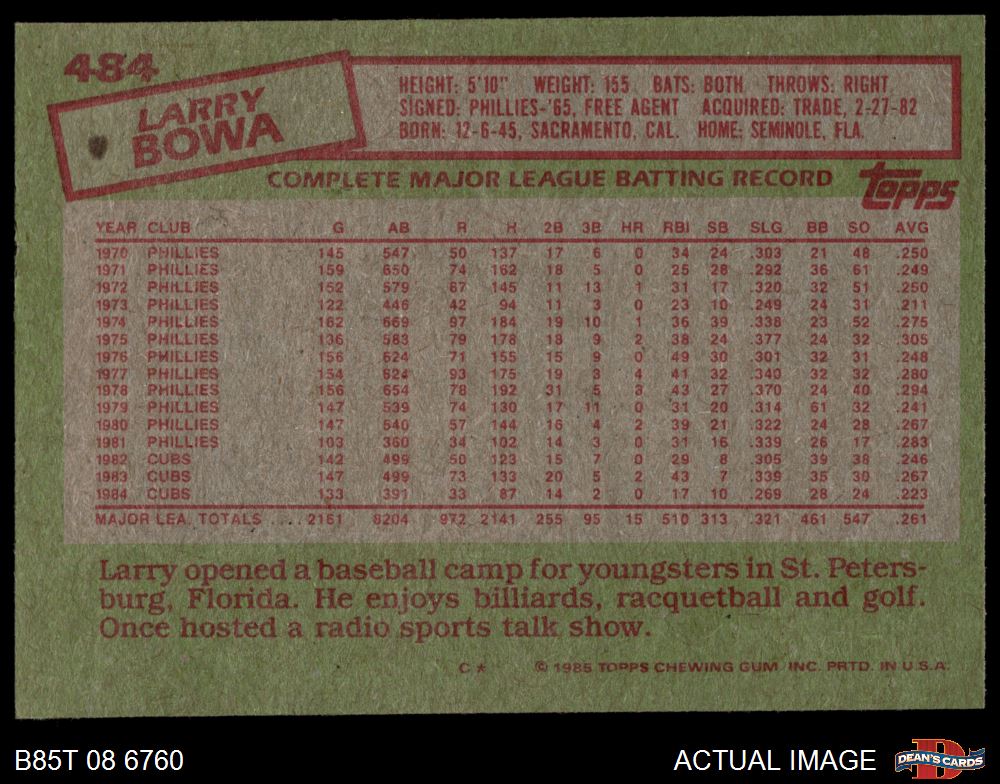 484
LARRY
BOWA
HEIGHT: 5'10" WEIGHT: 155 BATS: BOTH THROWS: RIGHT
SIGNED: PHILLIES-'65, FREE AGENT ACQUIRED: TRADE, 2-27-82
BORN: 12-6-45, SACRAMENTO, CAL. HOME: SEMINOLE, FLA.
COMPLETE MAJOR LEAGUE BATTING RECORD
topps
YEAR CLUB G AB R H 2B 3B HR RBI SB SLG BB SO AVG
1970 PHILLIES 145 547 50 137 17 6 0 34 24 .303 21 48 .250
1971 PHILLIES 159 650 74 162 18 5 0 25 28 .292 36 61 .249
1972 PHILLIES 152 579 67 145 11 13 1 31 17 .320 32 51 .250
1973 PHILLIES 122 446 42 94 11 3 0 23 10 .249 24 31 .211
1974 PHILLIES 162 669 97 184 19 10 1 36 39 .338 23 52 .275
1975 PHILLIES 136 583 79 178 18 9 2 38 24 .377 24 32 .305
1976 PHILLIES 156 624 71 155 15 9 0 49 30 .301 32 31 .248
1977 PHILLIES 154 624 93 175 19 3 4 41 32 .340 32 32 .280
1978 PHILLIES 156 654 78 192 31 5 3 43 27 .370 24 40 .294
1979 PHILLIES 147 539 74 130 17 11 0 31 20 .314 61 32 .241
1980 PHILLIES 147 540 57 144 16 4 2 39 21 .322 24 28 .267
1981 PHILLIES 103 360 34 102 14 3 0 31 16 .339 26 17 .283
1982 CUBS 142 499 50 123 15 7 0 29 8 .305 39 38 .246
1983 CUBS 147 499 73 133 20 5 2 43 7 .339 35 30 .267
1984 CUBS 133 391 33 87 14 2 0 17 10 .269 28 24 .223
MAJOR LEA. TOTALS .... 2161 8204 972 2141 255 95 15 510 313 .321 461 547 .261
Larry opened a baseball camp for youngsters in St. Peters-
burg, Florida. He enjoys billiards, racquetball and golf.
Once hosted a radio sports talk show.
C* © 1985 TOPPS CHEWING GUM, INC. PRTD. IN U.S.A.
B85T 08 6760 ACTUAL IMAGE DEAN'S CARDS